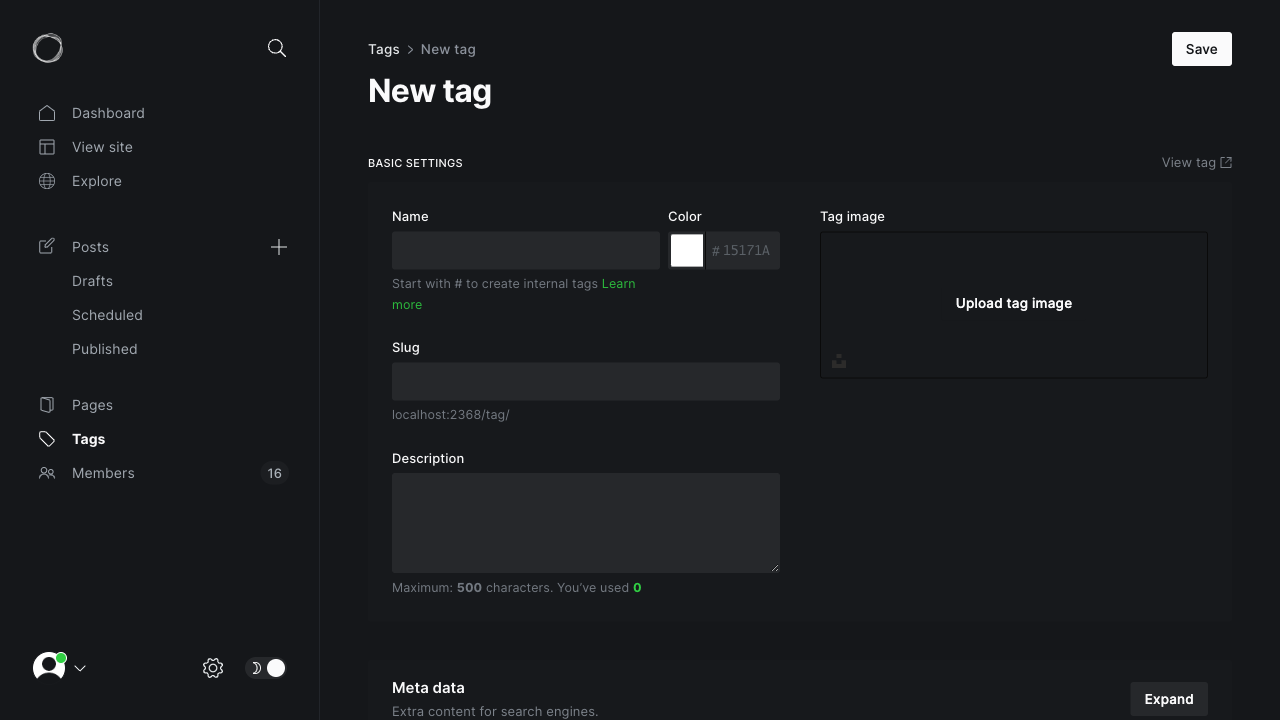 Dashboard
View site
Explore
Posts
Drafts
Scheduled
Published
Pages
Tags
Members 16
Tags > New tag
Save
New tag
BASIC SETTINGS
View tag
Name
Color
# 15171A
Start with # to create internal tags Learn
more
Slug
localhost:2368/tag/
Description
Maximum: 500 characters. You've used 0
Tag image
Upload tag image
Meta data
Extra content for search engines.
Expand